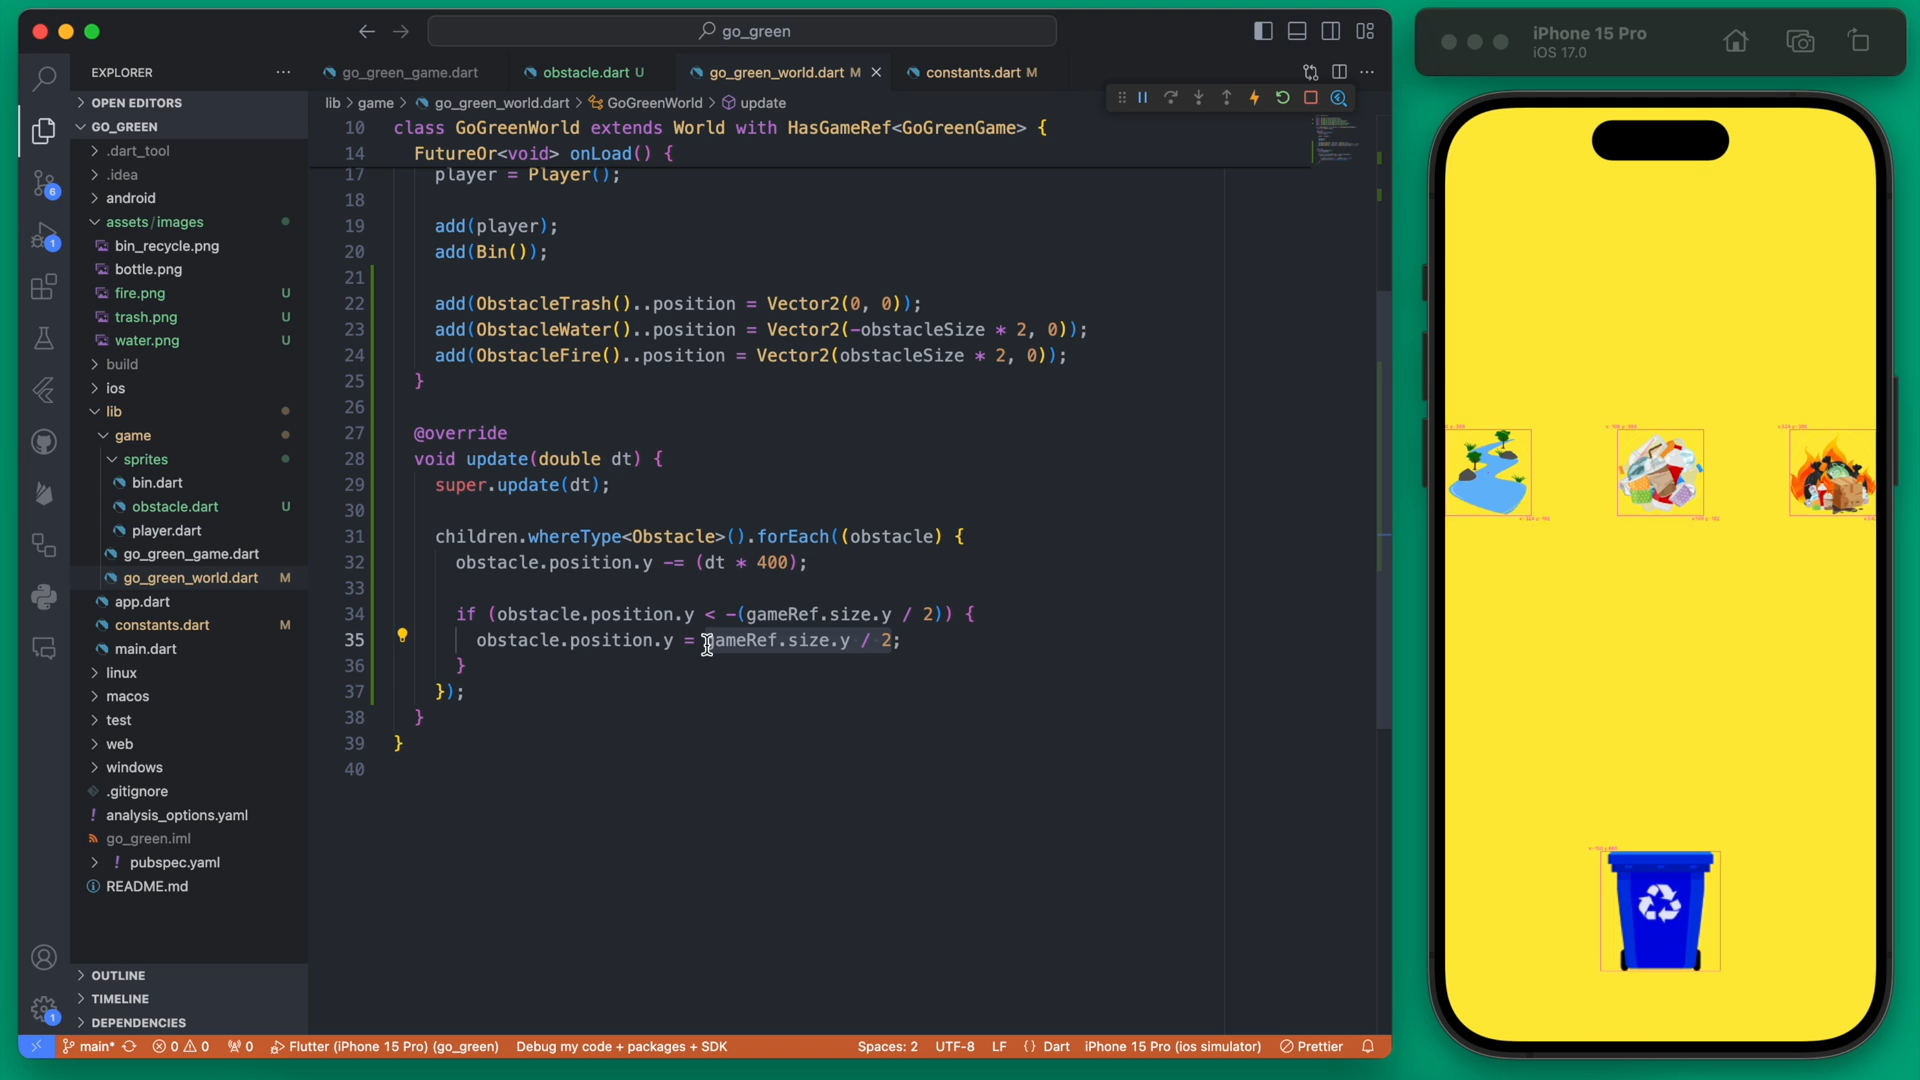 go_green
iPhone 15 Pro
iOS 17.0
EXPLORER
go_green_game.dart
obstacle.dart U
go_green_world.dart M
constants.dart M
OPEN EDITORS
GO_GREEN
.dart_tool
.idea
android
assets/images
bin_recycle.png
bottle.png
fire.png U
trash.png U
water.png U
build
ios
lib
game
sprites
bin.dart
obstacle.dart U
player.dart
go_green_game.dart
go_green_world.dart M
app.dart
constants.dart M
main.dart
linux
macos
test
web
windows
.gitignore
! analysis_options.yaml
go_green.iml
! pubspec.yaml
README.md
OUTLINE
TIMELINE
DEPENDENCIES
6
1
1
lib > game > go_green_world.dart > GoGreenWorld > update
10 class GoGreenWorld extends World with HasGameRef<GoGreenGame> {
14 FutureOr<void> onLoad() {
17 player = Player();
18
19 add(player);
20 add(Bin());
21
22 add(ObstacleTrash()..position = Vector2(0, 0));
23 add(ObstacleWater()..position = Vector2(-obstacleSize * 2, 0));
24 add(ObstacleFire()..position = Vector2(obstacleSize * 2, 0));
25 }
26
27 @override
28 void update(double dt) {
29 super.update(dt);
30
31 children.whereType<Obstacle>().forEach((obstacle) {
32 obstacle.position.y -= (dt * 400);
33
34 if (obstacle.position.y < -(gameRef.size.y / 2)) {
35 obstacle.position.y = gameRef.size.y / 2;
36 }
37 });
38 }
39 }
40
main* 0 0 0 Flutter (iPhone 15 Pro) (go_green) Debug my code + packages + SDK Spaces: 2 UTF-8 LF {} Dart iPhone 15 Pro (ios simulator) Prettier